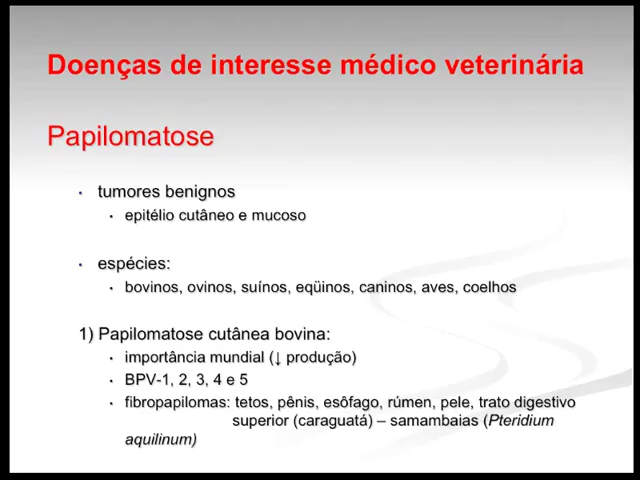 Doenças de interesse médico veterinária
Papilomatose
• tumores benignos
• epitélio cutâneo e mucoso
• espécies:
• bovinos, ovinos, suínos, eqüinos, caninos, aves, coelhos
1) Papilomatose cutânea bovina:
• importância mundial (↓ produção)
• BPV-1, 2, 3, 4 e 5
• fibropapilomas: tetos, pênis, esôfago, rúmen, pele, trato digestivo
superior (caraguatá) – samambaias (Pteridium
aquilinum)